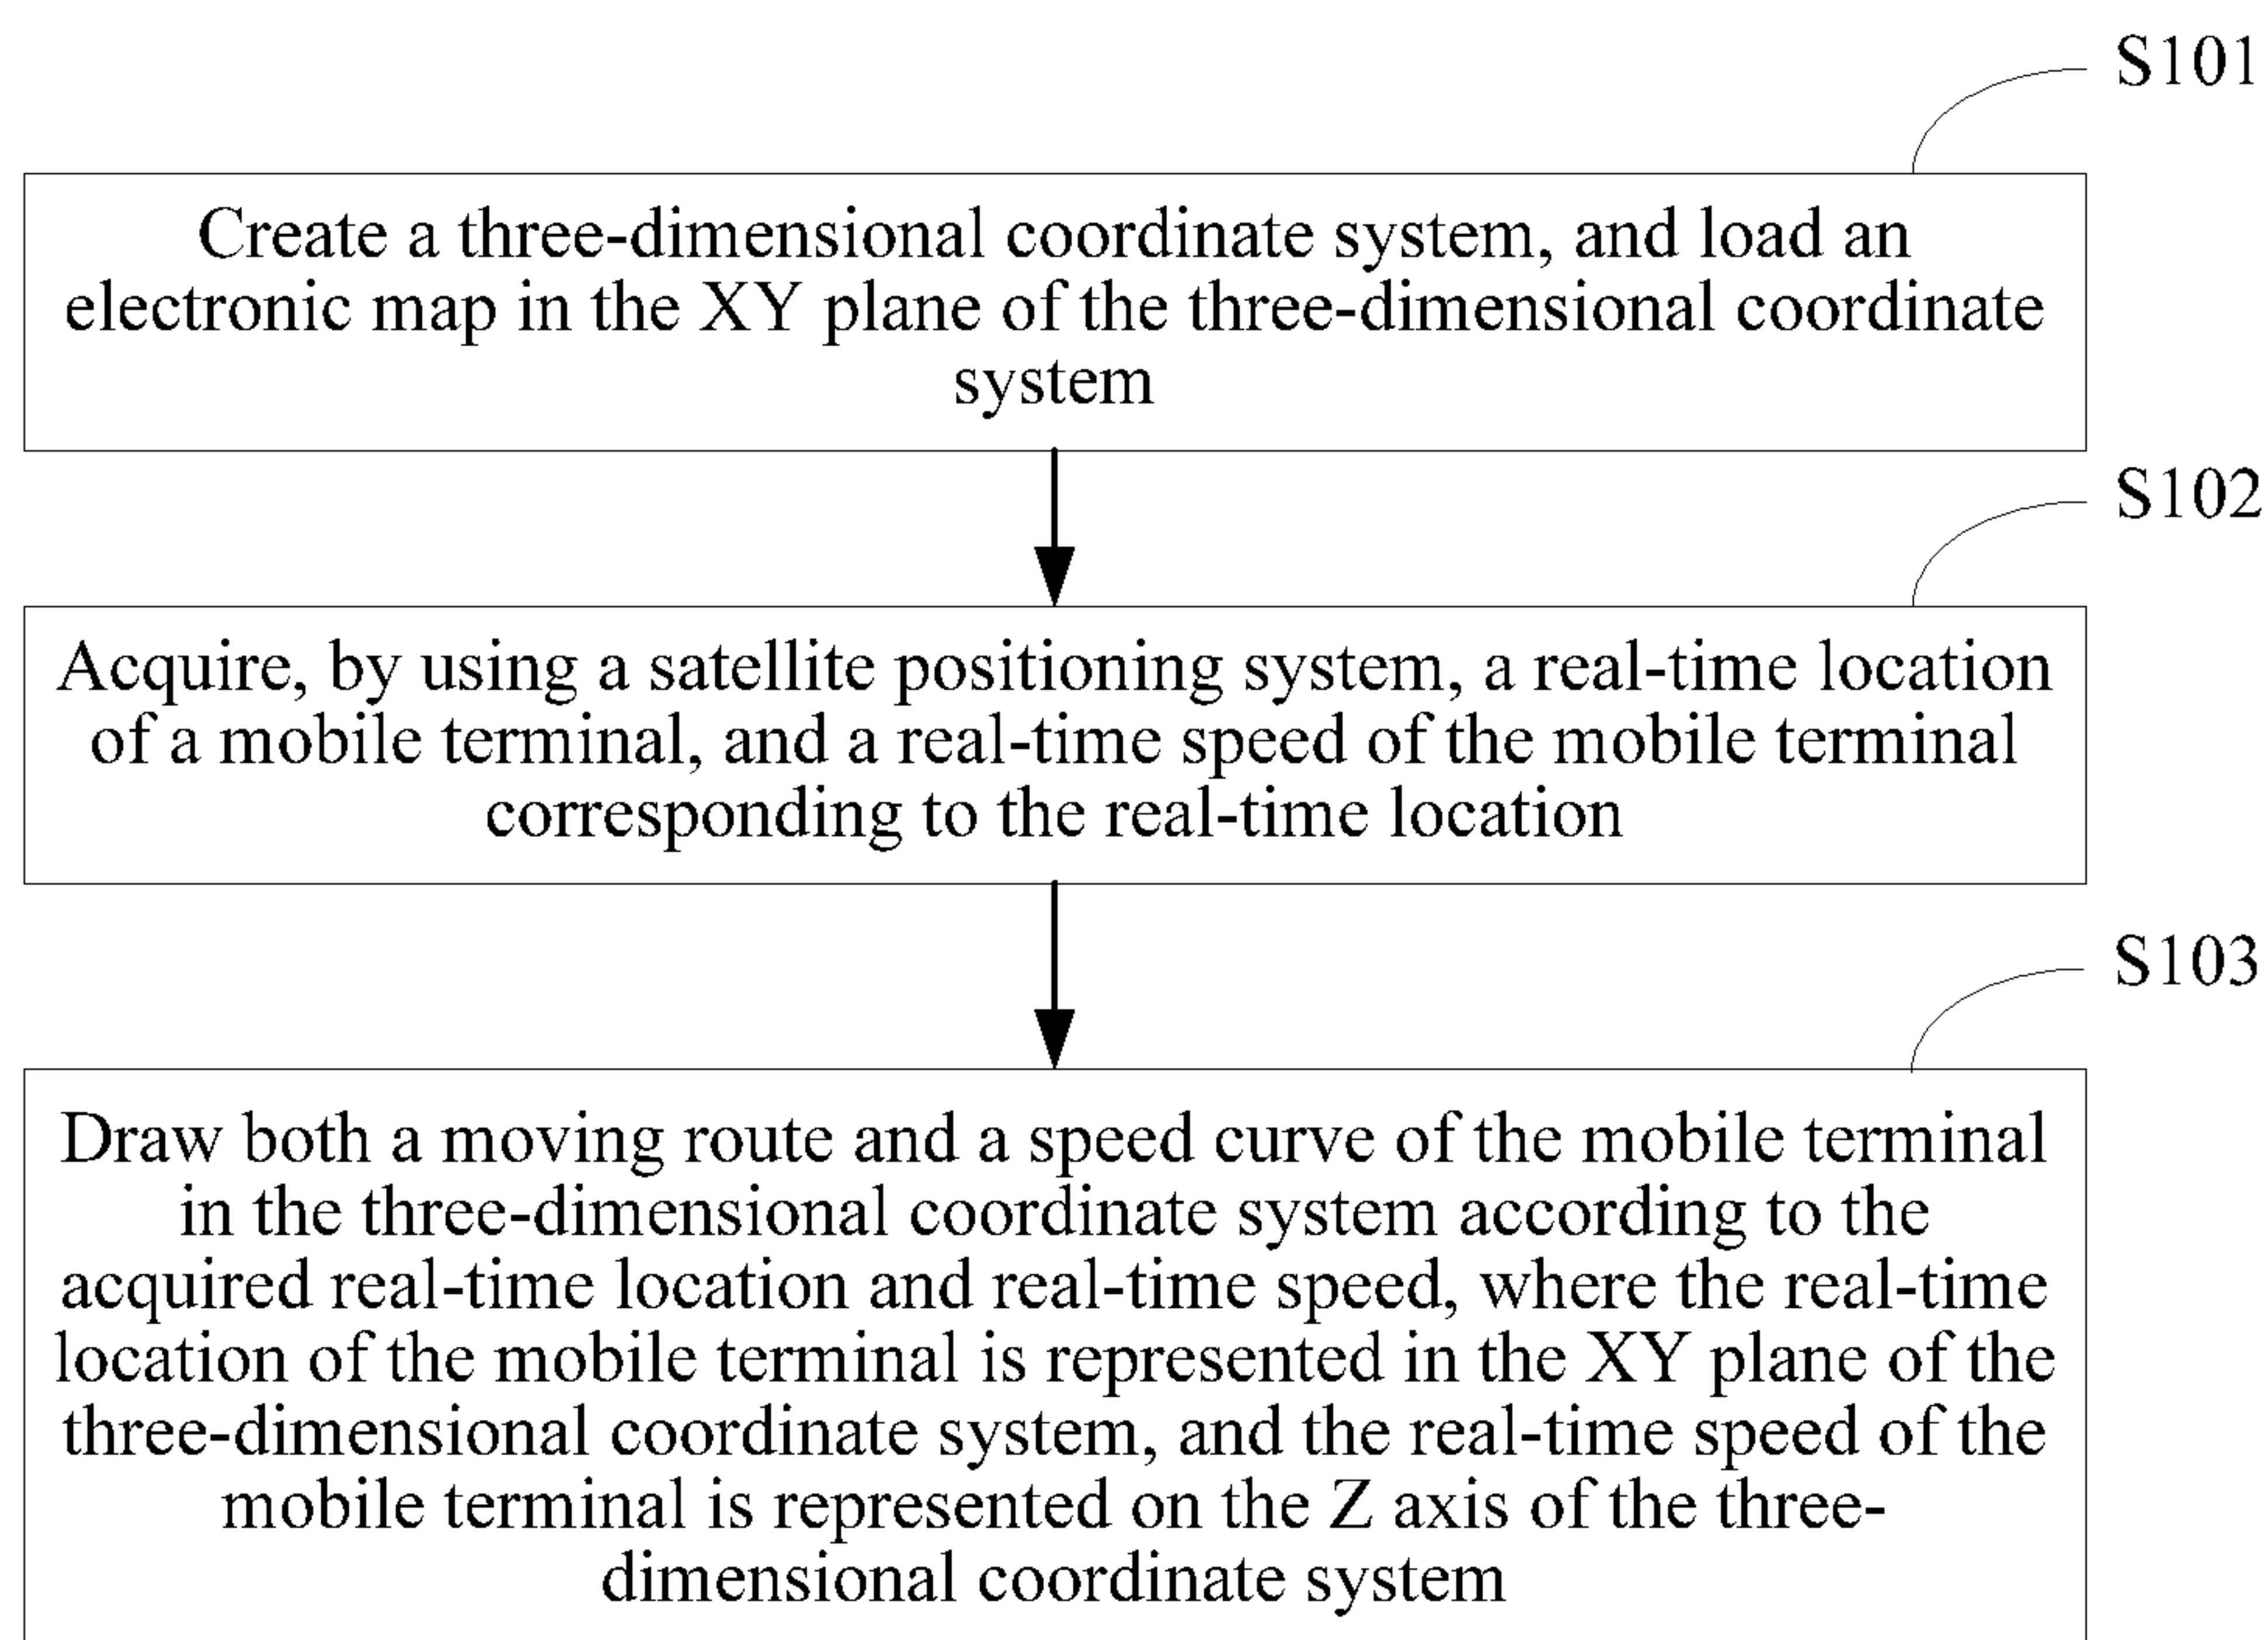 S101
Create a three-dimensional coordinate system, and load an
electronic map in the XY plane of the three-dimensional coordinate
system
S102
Acquire, by using a satellite positioning system, a real-time location
of a mobile terminal, and a real-time speed of the mobile terminal
corresponding to the real-time location
S103
Draw both a moving route and a speed curve of the mobile terminal
in the three-dimensional coordinate system according to the
acquired real-time location and real-time speed, where the real-time
location of the mobile terminal is represented in the XY plane of the
three-dimensional coordinate system, and the real-time speed of the
mobile terminal is represented on the Z axis of the three-
dimensional coordinate system